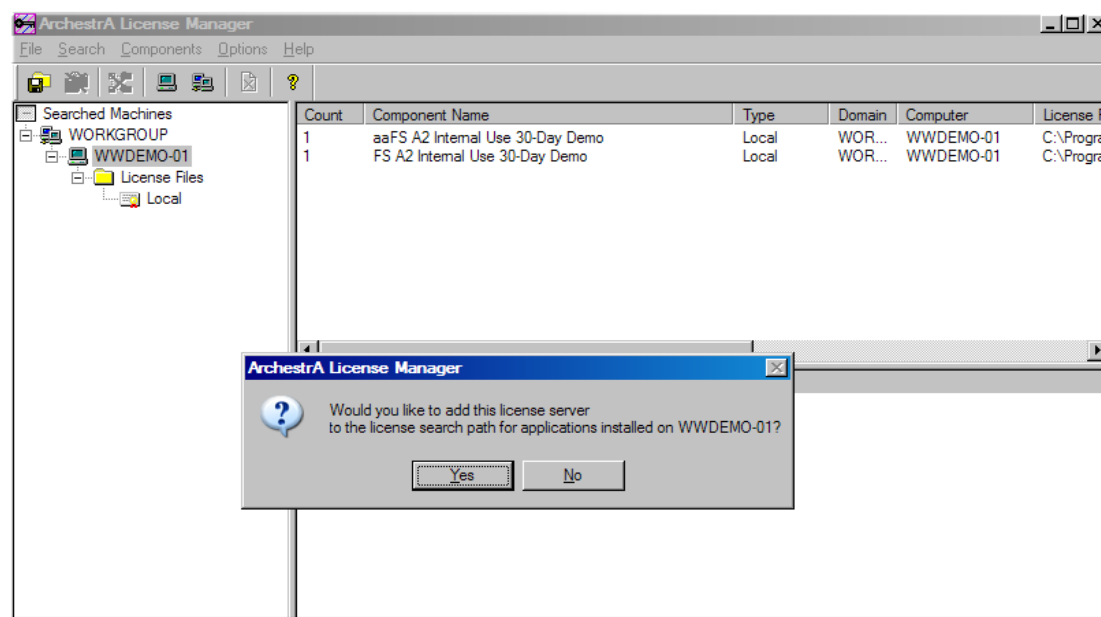 ArchestrA License Manager
File Search Components Options Help
Searched Machines
WORKGROUP
WWDEMO-01
License Files
Local
Count Component Name Type Domain Computer License F
1 aaFS A2 Internal Use 30-Day Demo Local WOR... WWDEMO-01 C:\Progra
1 FS A2 Internal Use 30-Day Demo Local WOR... WWDEMO-01 C:\Progra
ArchestrA License Manager
Would you like to add this license server
to the license search path for applications installed on WWDEMO-01?
Yes No